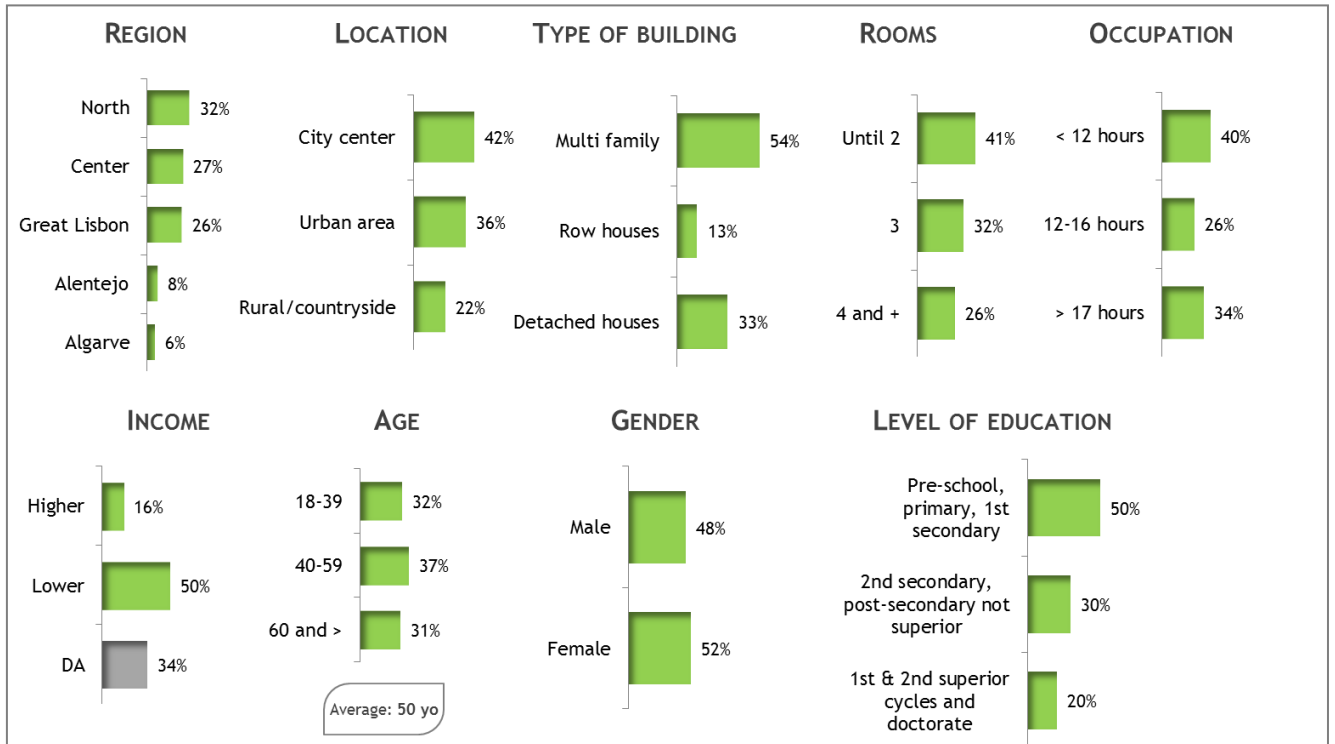 REGION
North 32%
Center 27%
Great Lisbon 26%
Alentejo 8%
Algarve 6%
LOCATION
City center 42%
Urban area 36%
Rural/countryside 22%
TYPE OF BUILDING
Multi family 54%
Row houses 13%
Detached houses 33%
ROOMS
Until 2 41%
3 32%
4 and + 26%
OCCUPATION
< 12 hours 40%
12-16 hours 26%
> 17 hours 34%
INCOME
Higher 16%
Lower 50%
DA 34%
AGE
18-39 32%
40-59 37%
60 and > 31%
Average: 50 yo
GENDER
Male 48%
Female 52%
LEVEL OF EDUCATION
Pre-school,
primary, 1st
secondary
50%
2nd secondary,
post-secondary not
superior
30%
1st & 2nd superior
cycles and
doctorate
20%